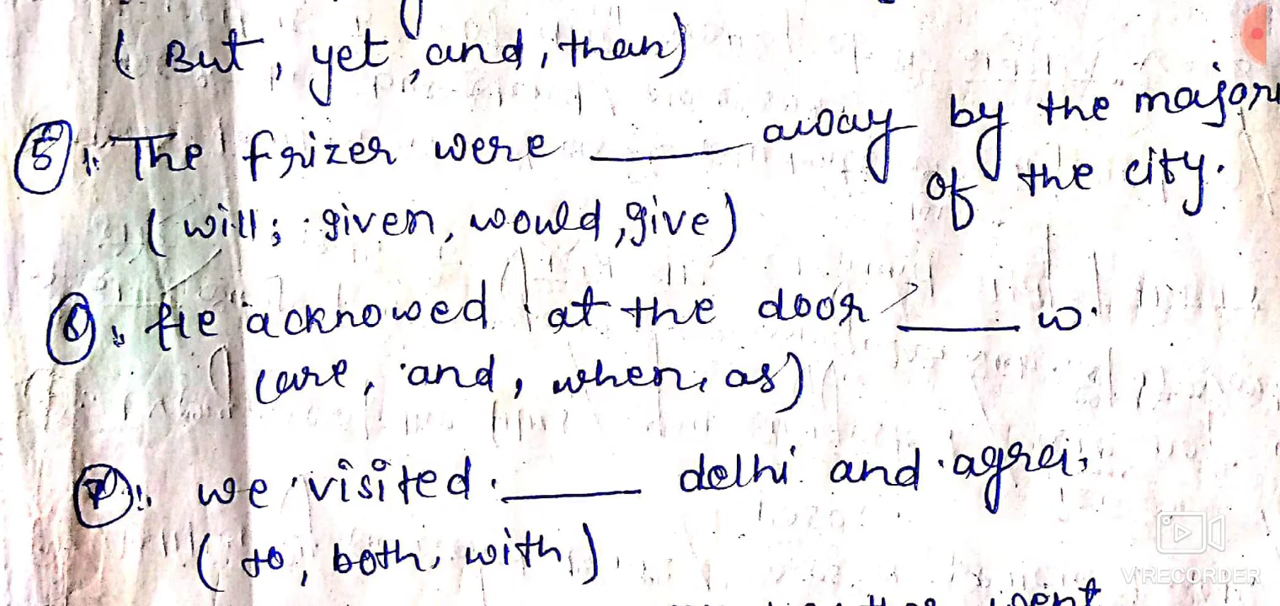 ( But, yet, and, than)
5 The frizer were ____ away by the major
of the city.
( will; given, would, give)
6 He acknowed at the door ____ w.
(are, and, when, as)
7 we visited ____ delhi and agrei.
( to, both, with,)
went
V RECORDER